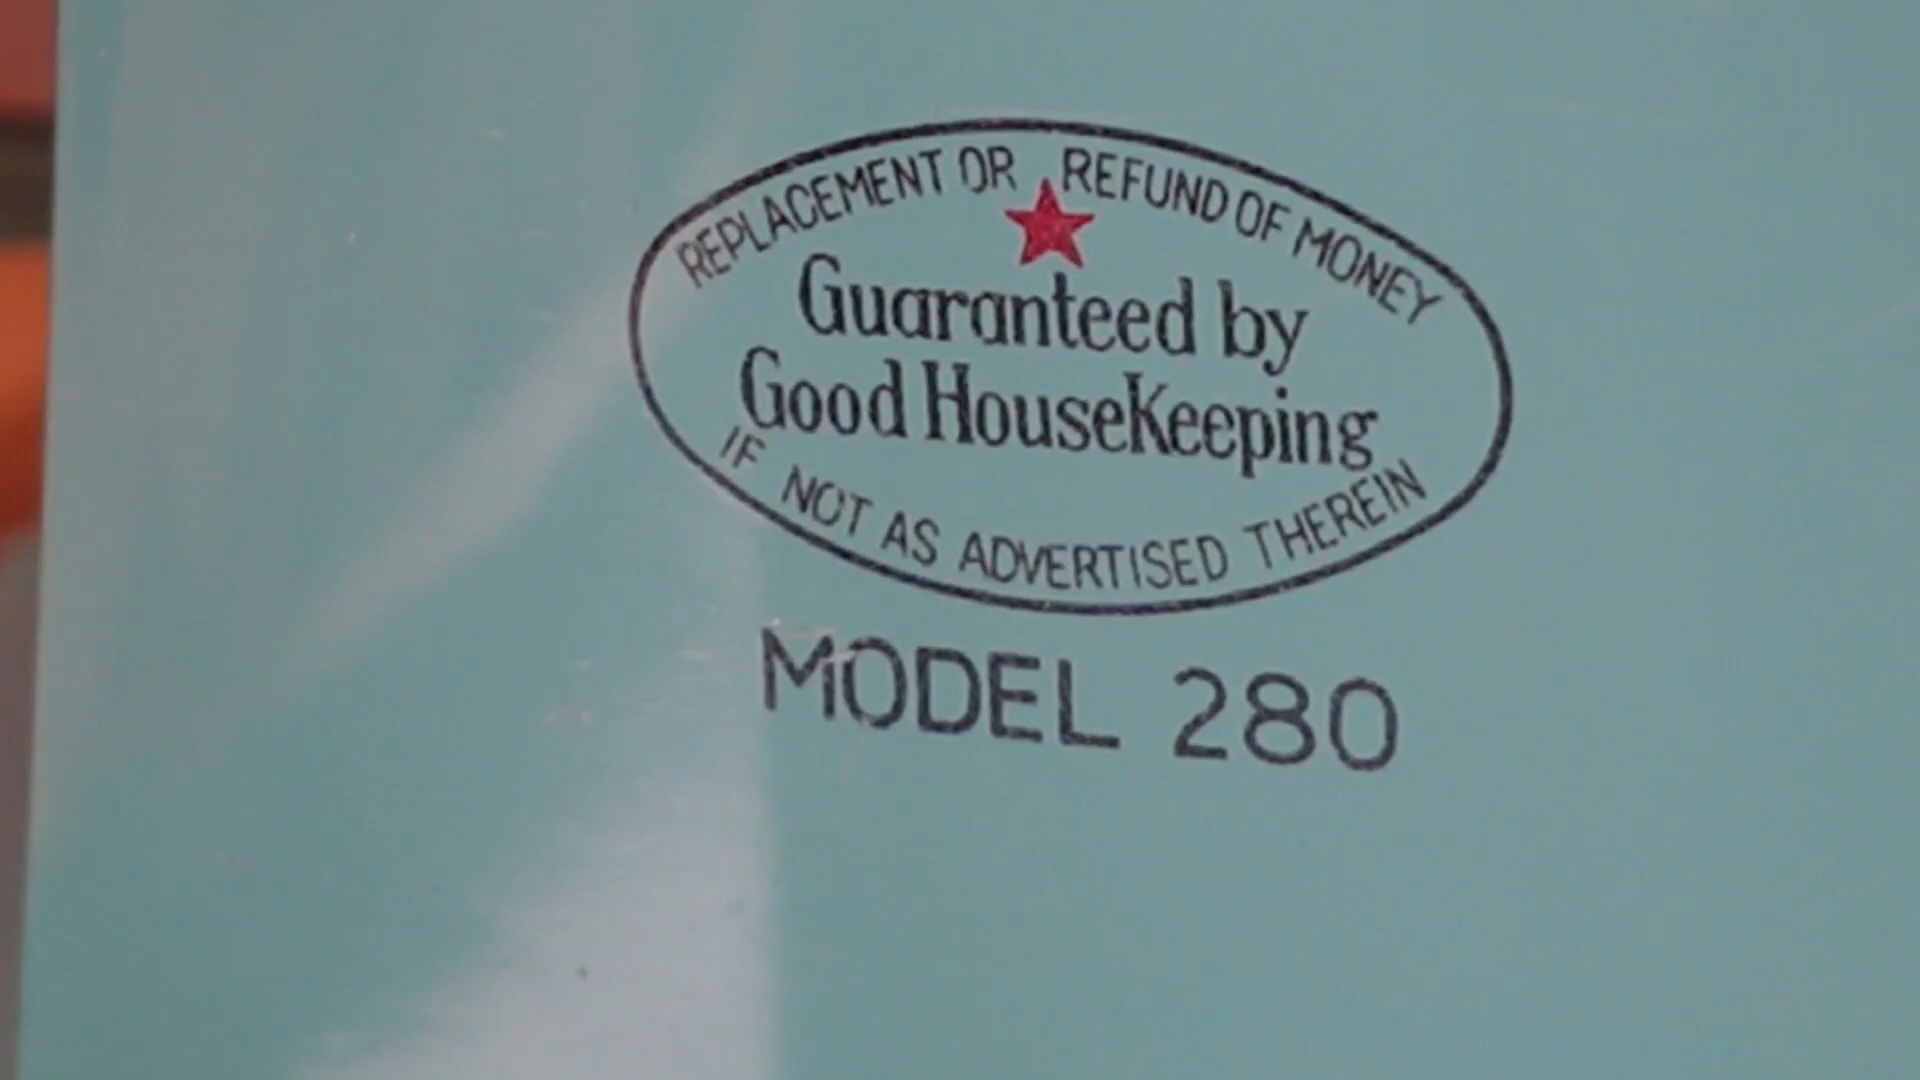 REPLACEMENT OR REFUND OF MONEY
Guaranteed by
Good HouseKeeping
IF NOT AS ADVERTISED THEREIN
MODEL 280